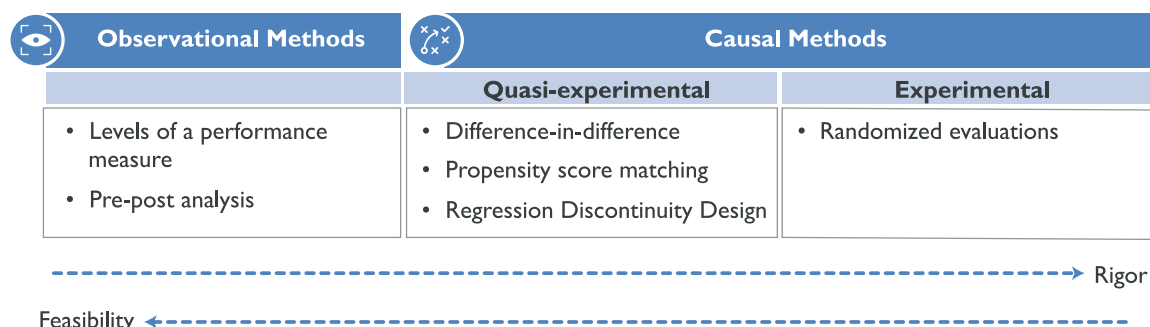 Observational Methods
Causal Methods
Quasi-experimental
Experimental
• Levels of a performance
measure
• Pre-post analysis
• Difference-in-difference
• Propensity score matching
• Regression Discontinuity Design
• Randomized evaluations
Rigor
Feasibility